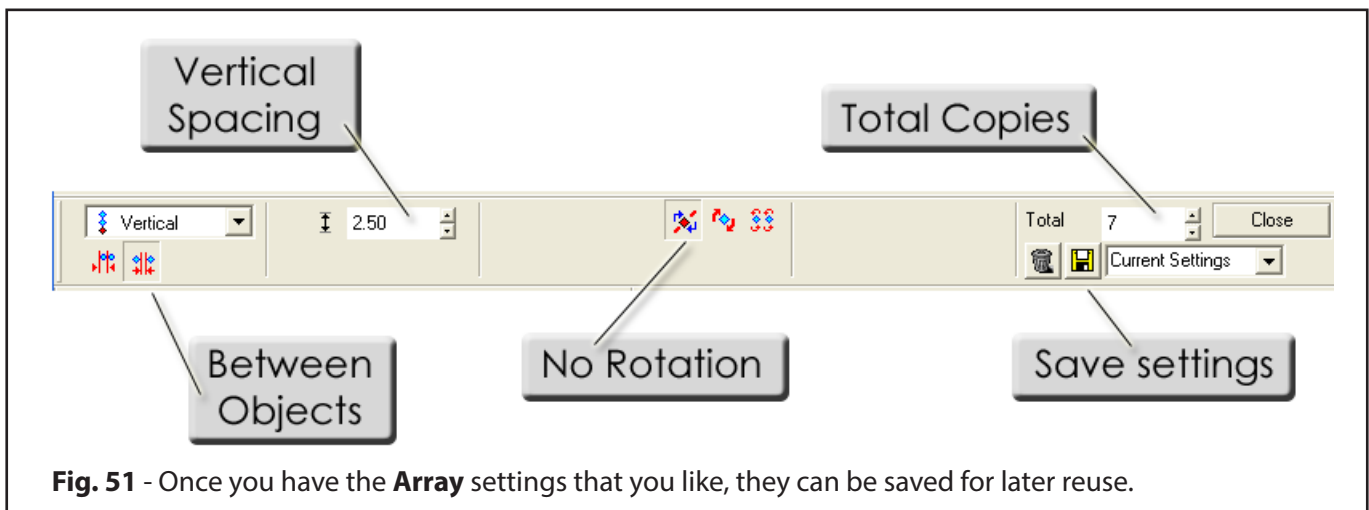 Vertical
Spacing
Total Copies
Vertical
2.50
Total
7
Close
Current Settings
Between
Objects
No Rotation
Save settings
Fig. 51 - Once you have the Array settings that you like, they can be saved for later reuse.